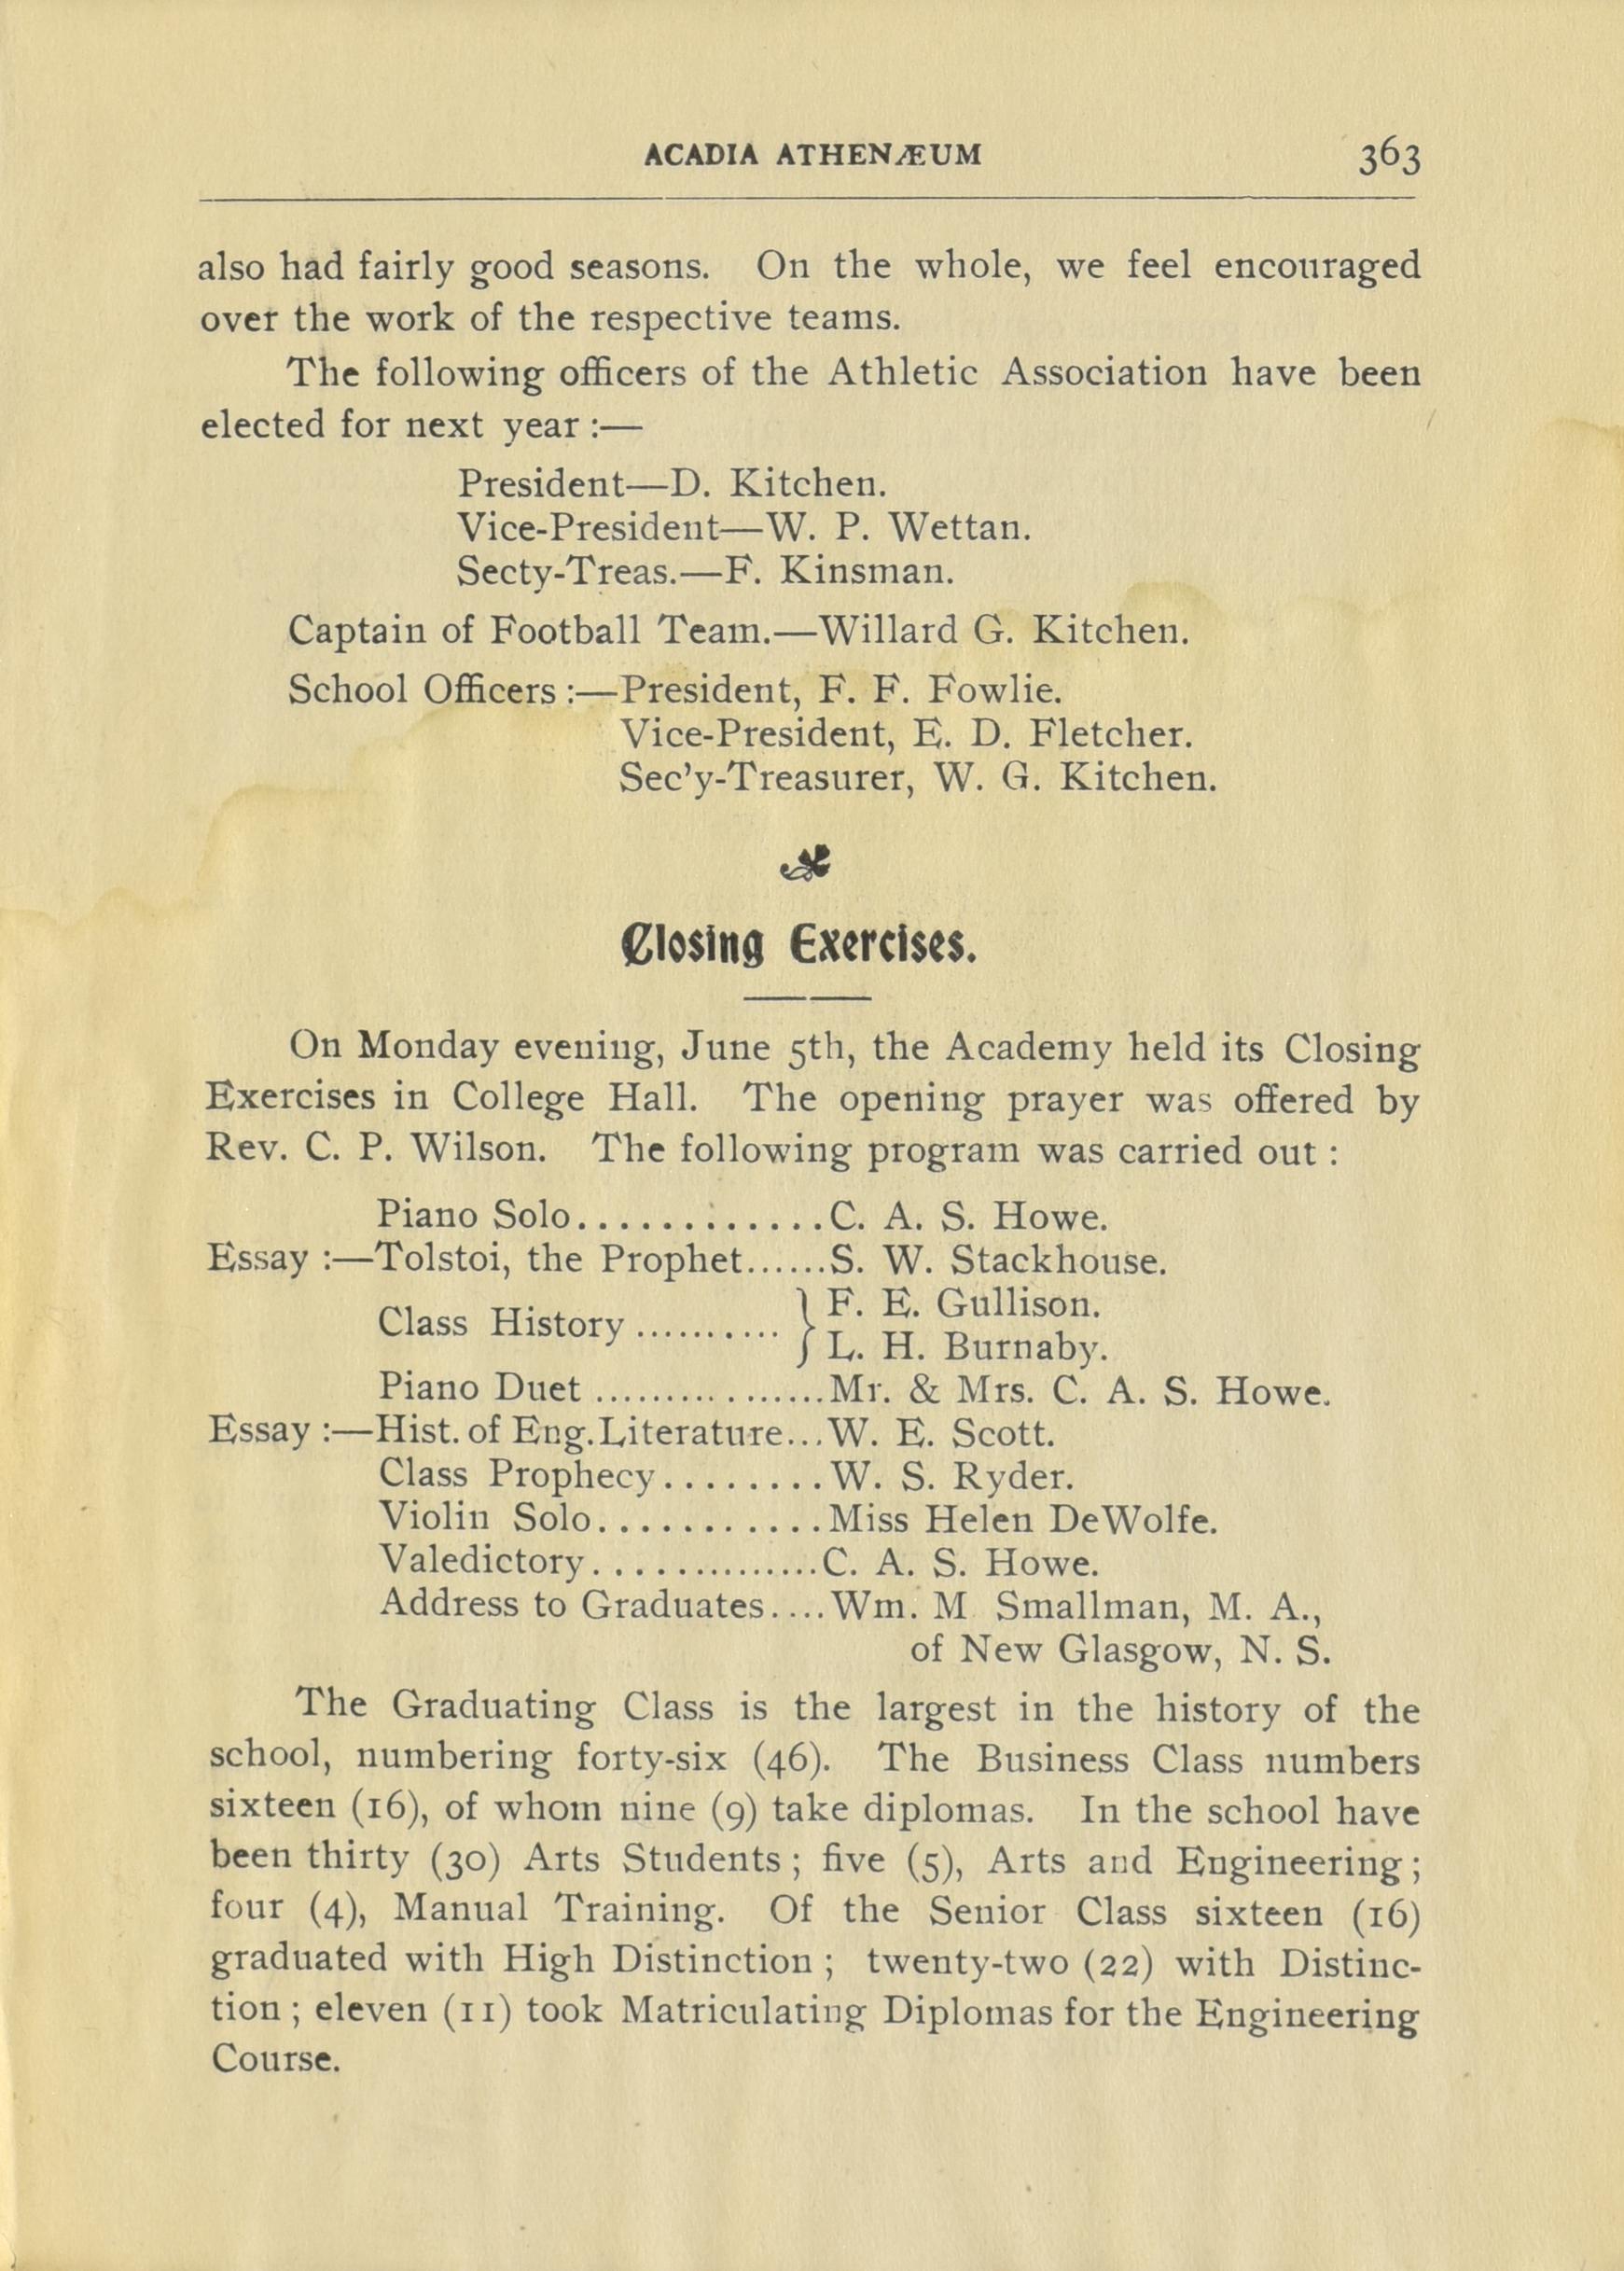 ACADIA ATHENÆUM 363
also had fairly good seasons. On the whole, we feel encouraged
over the work of the respective teams.
The following officers of the Athletic Association have been
elected for next year :—
President—D. Kitchen.
Vice-President—W. P. Wettan.
Secty-Treas.—F. Kinsman.
Captain of Football Team.—Willard G. Kitchen.
School Officers :—President, F. F. Fowlie.
Vice-President, E. D. Fletcher.
Sec'y-Treasurer, W. G. Kitchen.
Closing Exercises.
On Monday evening, June 5th, the Academy held its Closing
Exercises in College Hall. The opening prayer was offered by
Rev. C. P. Wilson. The following program was carried out :
Piano Solo............C. A. S. Howe.
Essay :—Tolstoi, the Prophet......S. W. Stackhouse.
Class History .......... } F. E. Gullison.
L. H. Burnaby.
Piano Duet ................Mr. & Mrs. C. A. S. Howe.
Essay :—Hist. of Eng. Literature...W. E. Scott.
Class Prophecy........W. S. Ryder.
Violin Solo...........Miss Helen DeWolfe.
Valedictory...............C. A. S. Howe.
Address to Graduates....Wm. M Smallman, M. A.,
of New Glasgow, N. S.
The Graduating Class is the largest in the history of the
school, numbering forty-six (46). The Business Class numbers
sixteen (16), of whom nine (9) take diplomas. In the school have
been thirty (30) Arts Students ; five (5), Arts and Engineering ;
four (4), Manual Training. Of the Senior Class sixteen (16)
graduated with High Distinction ; twenty-two (22) with Distinc-
tion ; eleven (11) took Matriculating Diplomas for the Engineering
Course.